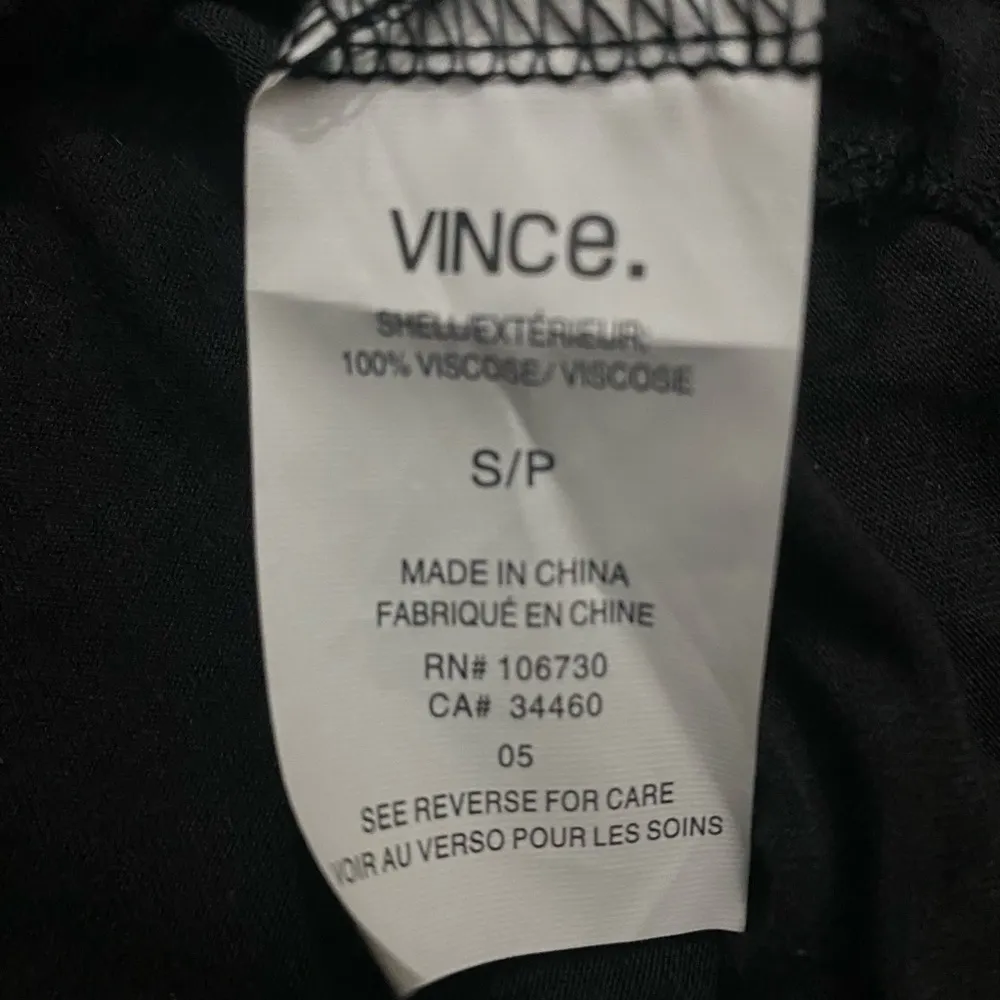 VINCe.
SHELL/EXTÉRIEUR:
100% VISCOSE/VISCOSE
S/P
MADE IN CHINA
FABRIQUÉ EN CHINE
RN# 106730
CA# 34460
05
SEE REVERSE FOR CARE
VOIR AU VERSO POUR LES SOINS